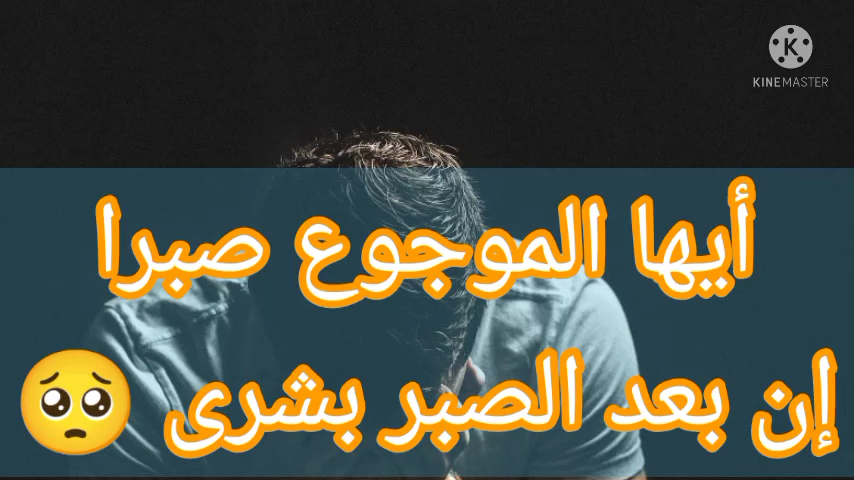 KINEMASTER
أيها الموجوع صبرا
إن بعد الصبر بشرى 🥺